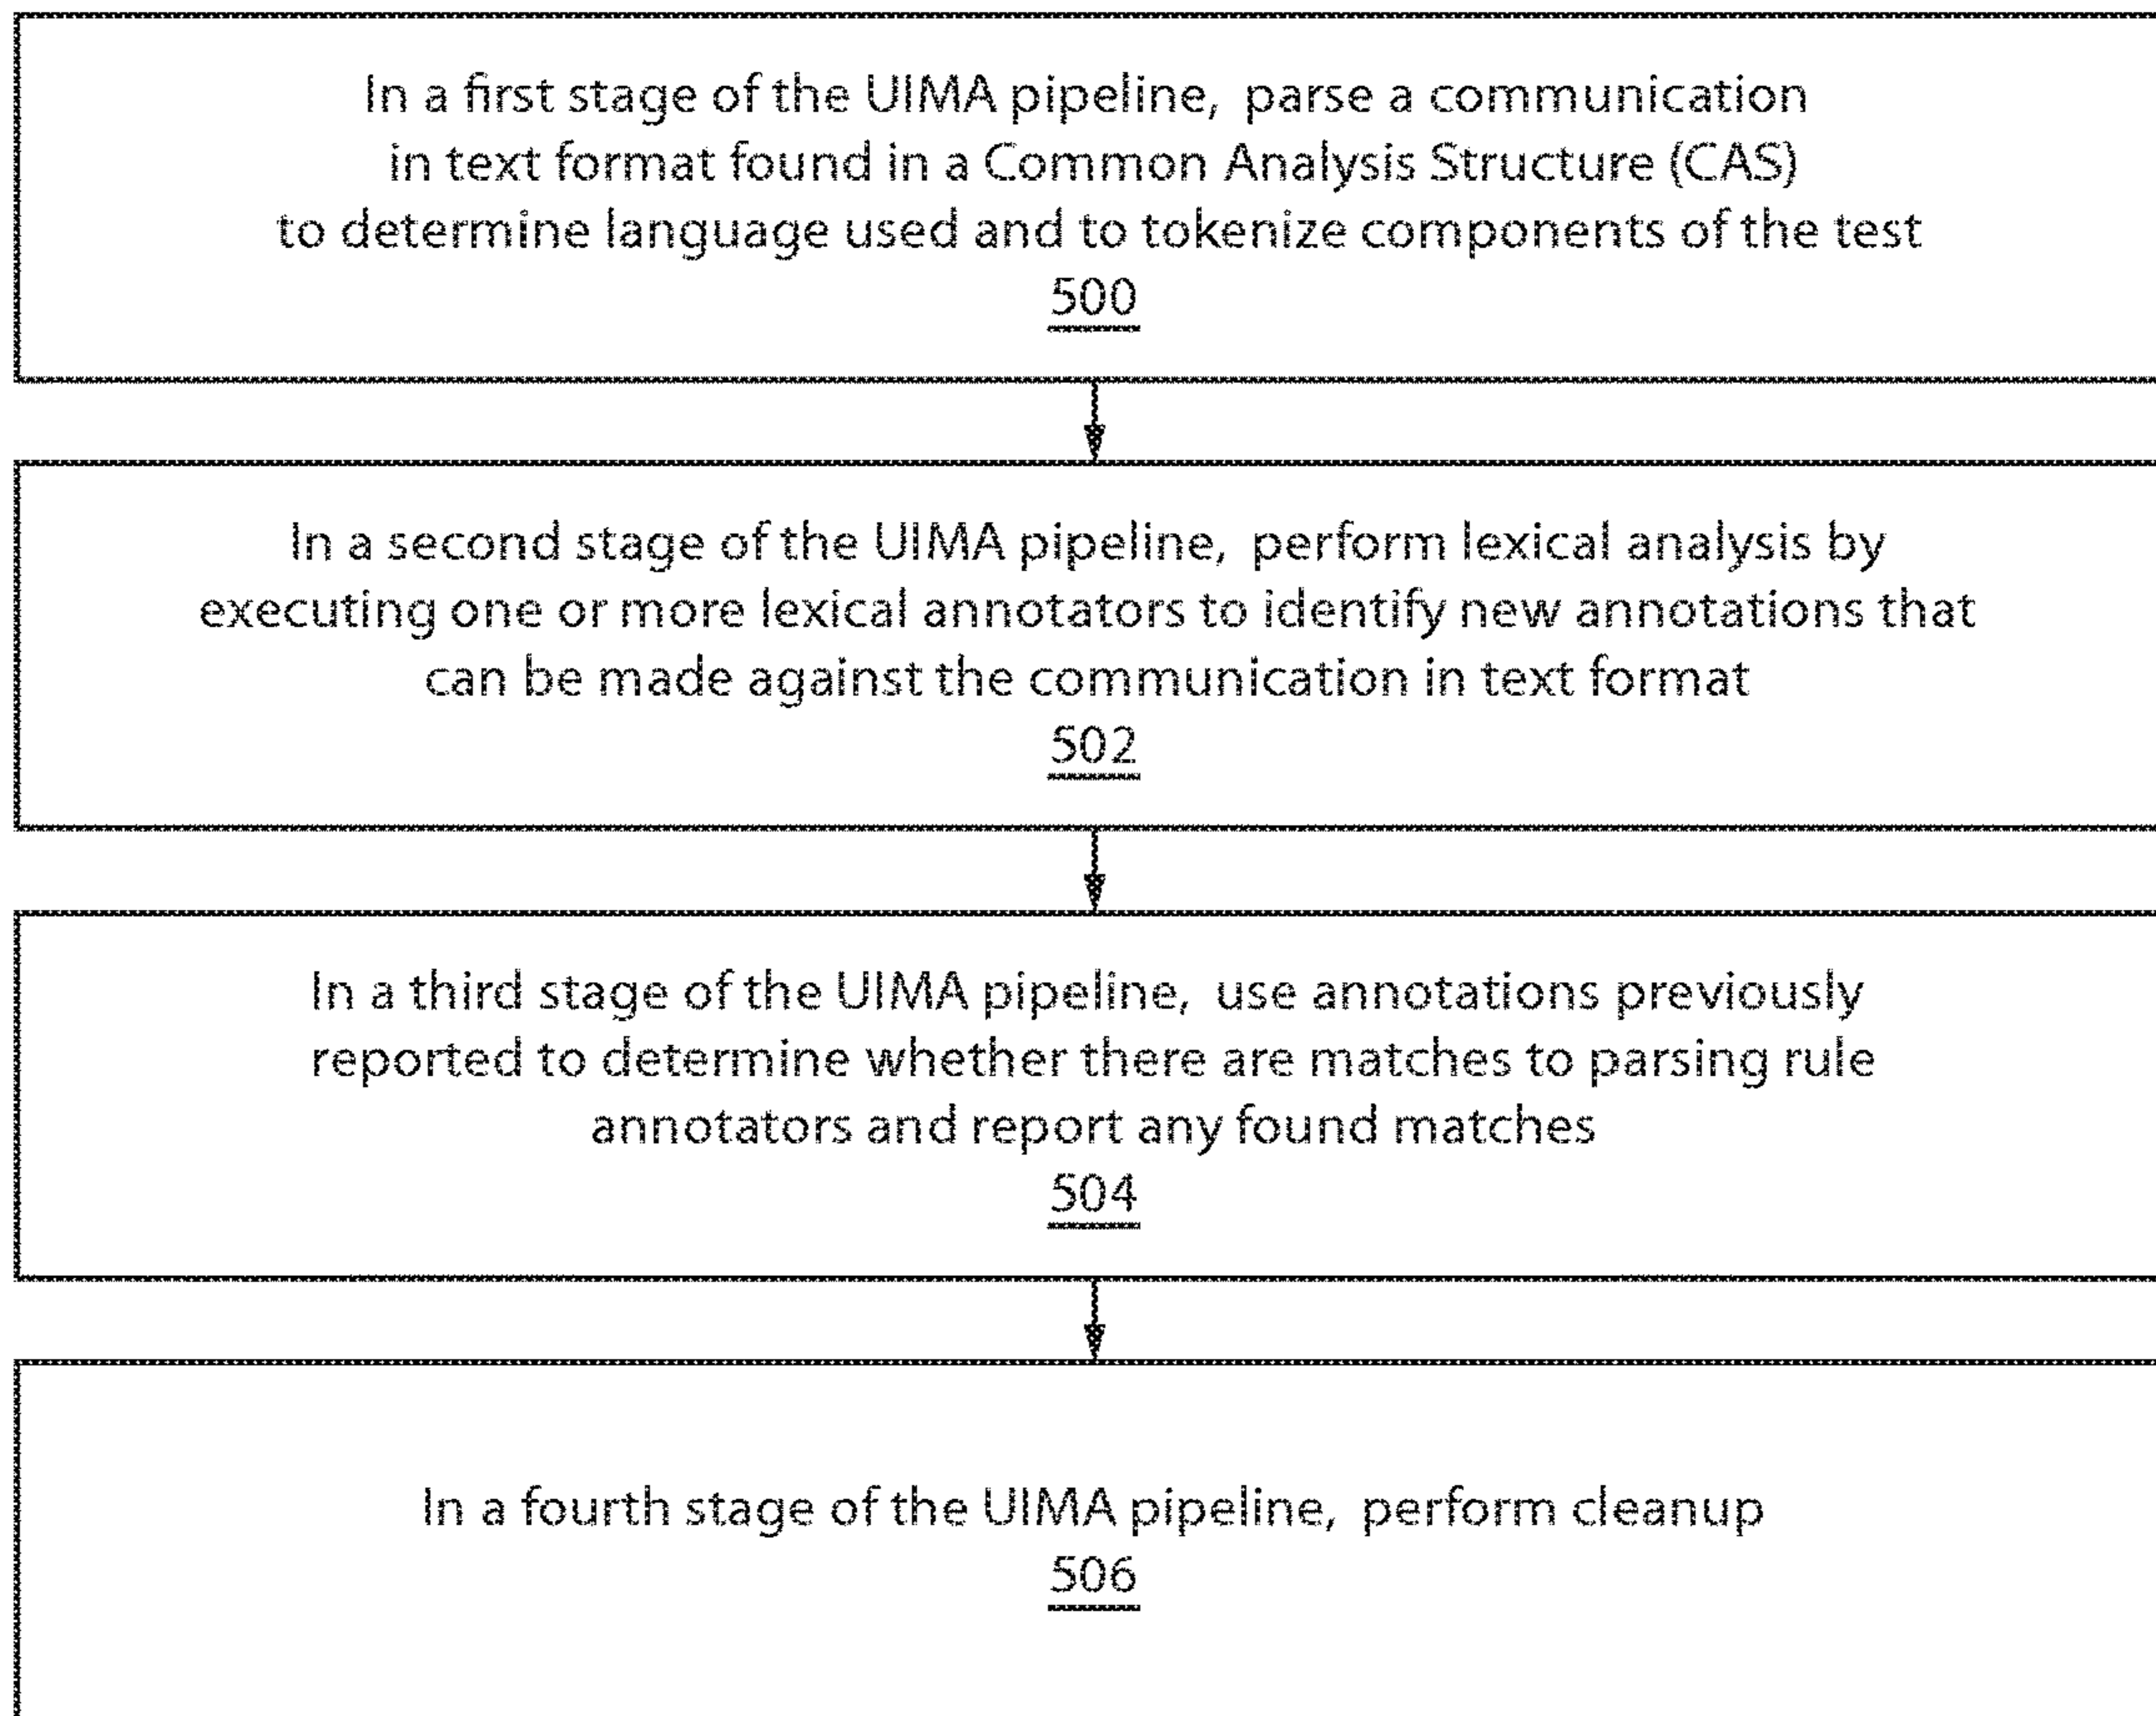 In a first stage of the UIMA pipeline, parse a communication
in text format found in a Common Analysis Structure (CAS)
to determine language used and to tokenize components of the test
500
In a second stage of the UIMA pipeline, perform lexical analysis by
executing one or more lexical annotators to identify new annotations that
can be made against the communication in text format
502
In a third stage of the UIMA pipeline, use annotations previously
reported to determine whether there are matches to parsing rule
annotators and report any found matches
504
In a fourth stage of the UIMA pipeline, perform cleanup
506